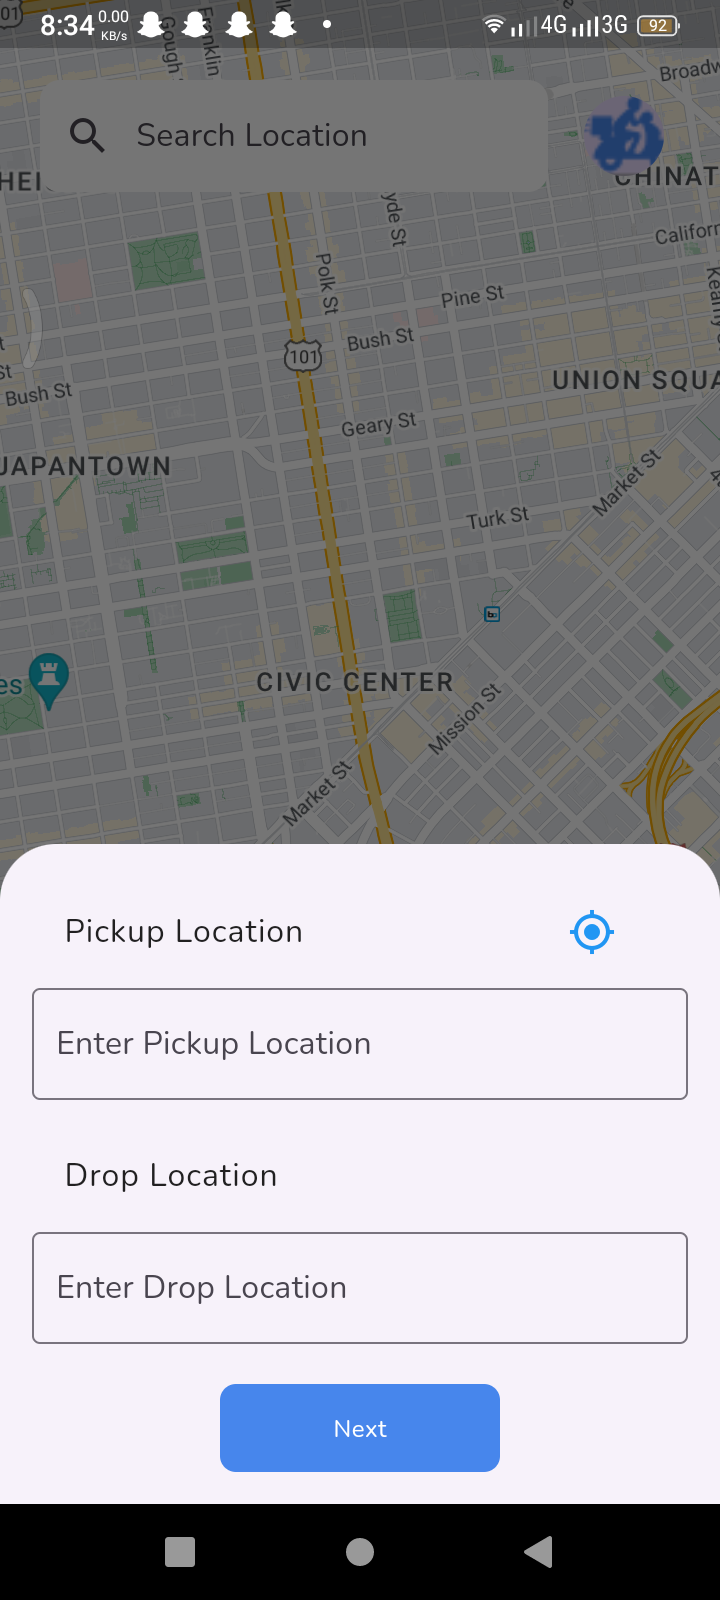 8:34 0.00 KB/s 4G 3G 92
101
Gough
Franklin
Broadw
Search Location
CHINAT
HEI
yde St
Californ
Polk St
Kearny S
Pine St
101
Bush St
St
Bush St
UNION SQUA
Geary St
JAPANTOWN
Market St
Turk St
es
CIVIC CENTER
Mission St
Market St
Pickup Location
Enter Pickup Location
Drop Location
Enter Drop Location
Next